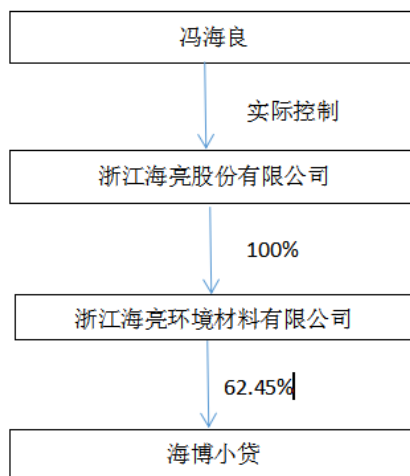 冯海良
实际控制
浙江海亮股份有限公司
100%
浙江海亮环境材料有限公司
62.45%
海博小贷